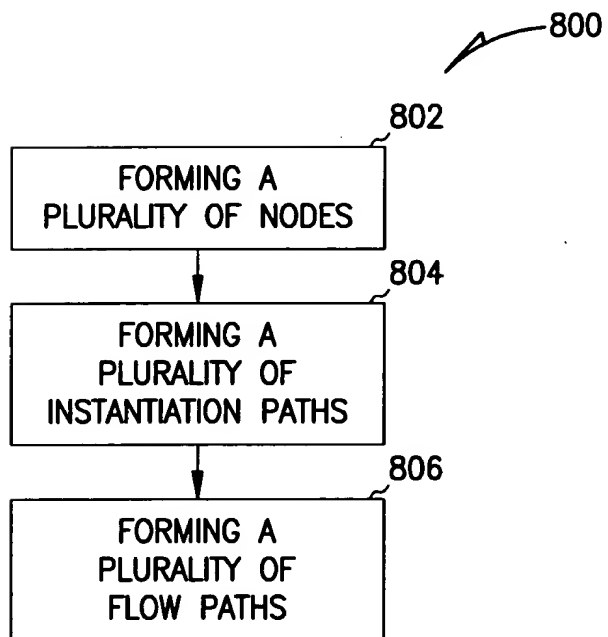 800
802
FORMING A
PLURALITY OF NODES
804
FORMING A
PLURALITY OF
INSTANTIATION PATHS
806
FORMING A
PLURALITY OF
FLOW PATHS